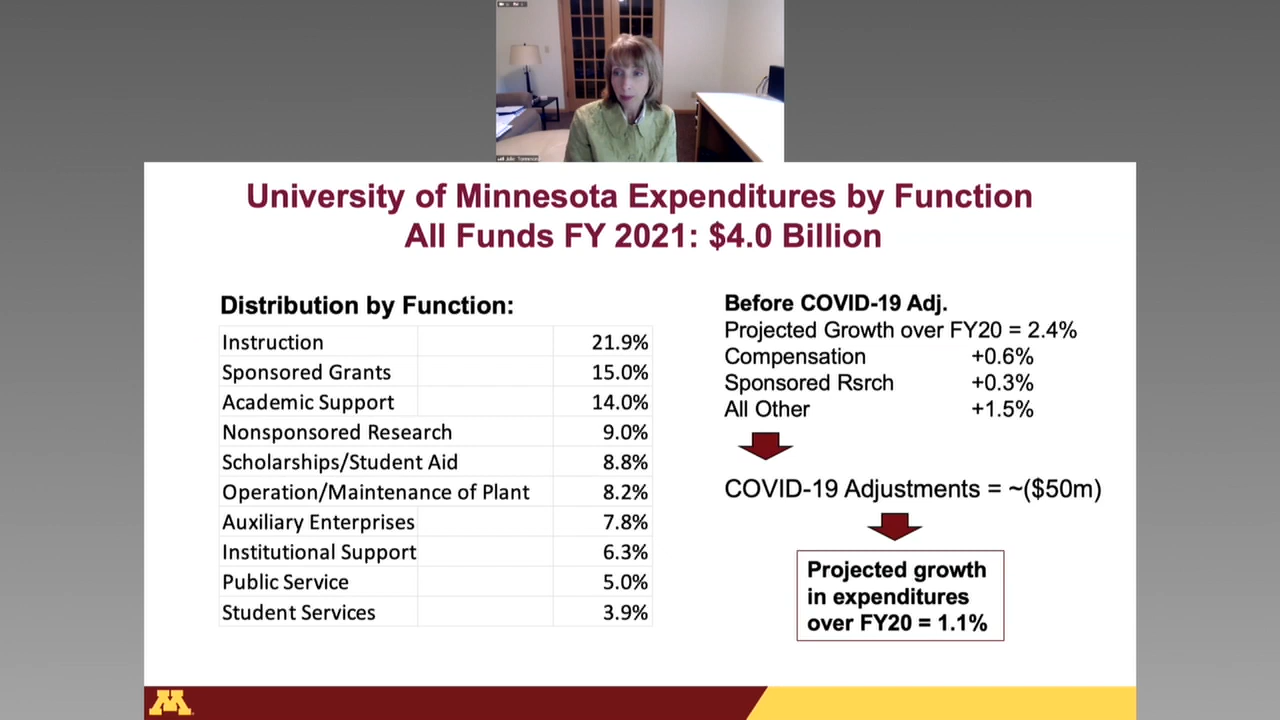 University of Minnesota Expenditures by Function
All Funds FY 2021: $4.0 Billion
Distribution by Function:
Instruction 21.9%
Sponsored Grants 15.0%
Academic Support 14.0%
Nonsponsored Research 9.0%
Scholarships/Student Aid 8.8%
Operation/Maintenance of Plant 8.2%
Auxiliary Enterprises 7.8%
Institutional Support 6.3%
Public Service 5.0%
Student Services 3.9%
Before COVID-19 Adj.
Projected Growth over FY20 = 2.4%
Compensation +0.6%
Sponsored Rsrch +0.3%
All Other +1.5%
COVID-19 Adjustments = ~($50m)
Projected growth
in expenditures
over FY20 = 1.1%
M